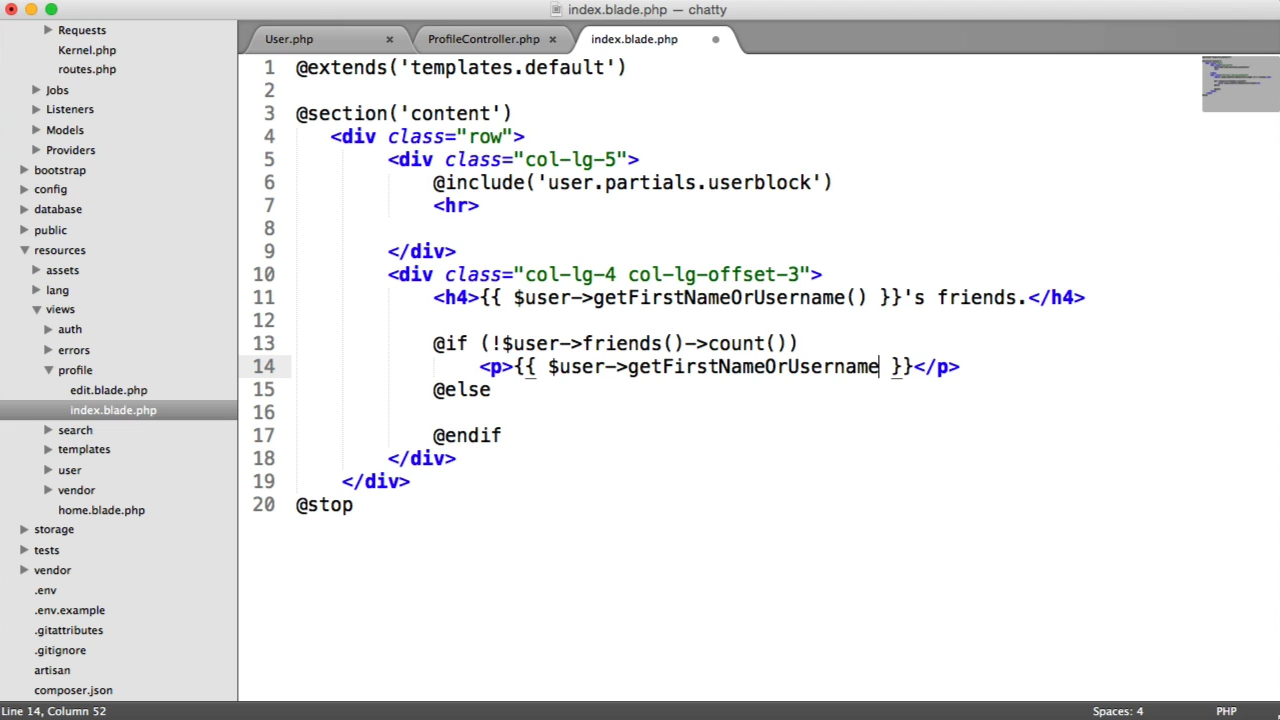 index.blade.php — chatty
Requests
Kernel.php
routes.php
Jobs
Listeners
Models
Providers
bootstrap
config
database
public
resources
assets
lang
views
auth
errors
profile
edit.blade.php
index.blade.php
search
templates
user
vendor
home.blade.php
storage
tests
vendor
.env
.env.example
.gitattributes
.gitignore
artisan
composer.json
User.php × ProfileController.php × index.blade.php
1 @extends('templates.default')
2
3 @section('content')
4 <div class="row">
5 <div class="col-lg-5">
6 @include('user.partials.userblock')
7 <hr>
8
9 </div>
10 <div class="col-lg-4 col-lg-offset-3">
11 <h4>{{ $user->getFirstNameOrUsername() }}'s friends.</h4>
12
13 @if (!$user->friends()->count())
14 <p>{{ $user->getFirstNameOrUsername }}</p>
15 @else
16
17 @endif
18 </div>
19 </div>
20 @stop
Line 14, Column 52 Spaces: 4 PHP